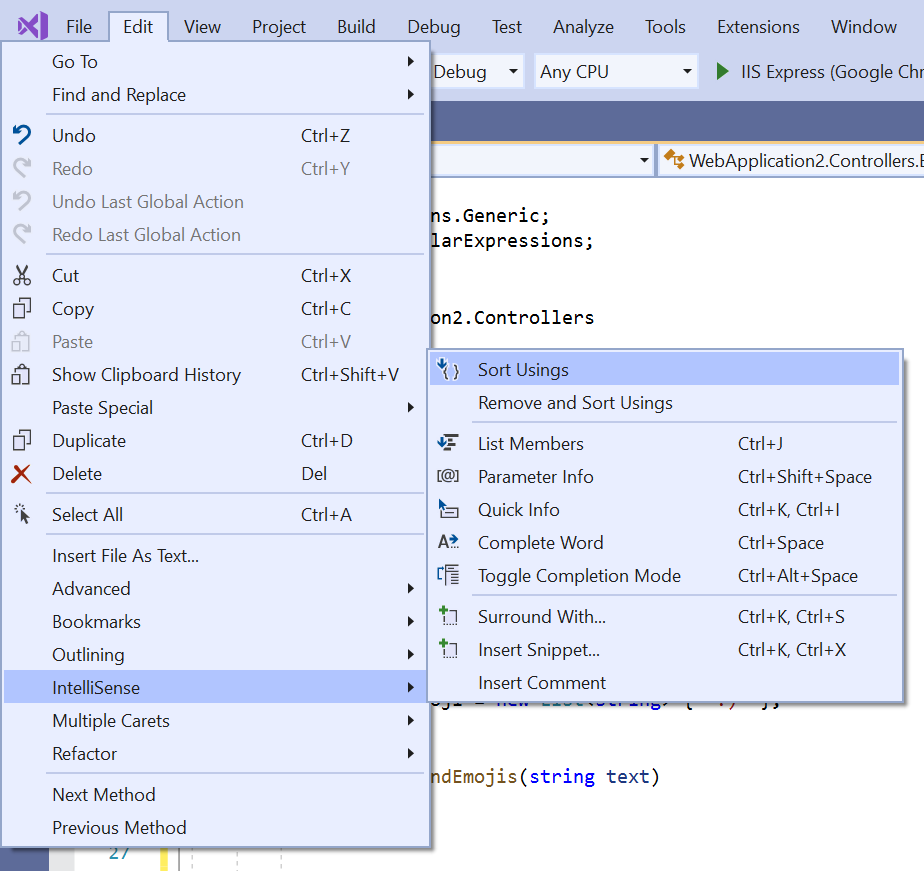 File Edit View Project Build Debug Test Analyze Tools Extensions Window
Debug Any CPU IIS Express (Google Chr
WebApplication2.Controllers.E
ns.Generic;
larExpressions;
on2.Controllers
Go To
Find and Replace
Undo Ctrl+Z
Redo Ctrl+Y
Undo Last Global Action
Redo Last Global Action
Cut Ctrl+X
Copy Ctrl+C
Paste Ctrl+V
Show Clipboard History Ctrl+Shift+V
Paste Special
Duplicate Ctrl+D
Delete Del
Select All Ctrl+A
Insert File As Text...
Advanced
Bookmarks
Outlining
IntelliSense
Multiple Carets
Refactor
Next Method
Previous Method
Sort Usings
Remove and Sort Usings
List Members Ctrl+J
Parameter Info Ctrl+Shift+Space
Quick Info Ctrl+K, Ctrl+I
Complete Word Ctrl+Space
Toggle Completion Mode Ctrl+Alt+Space
Surround With... Ctrl+K, Ctrl+S
Insert Snippet... Ctrl+K, Ctrl+X
Insert Comment
new List<string>
ndEmojis(string text)
27